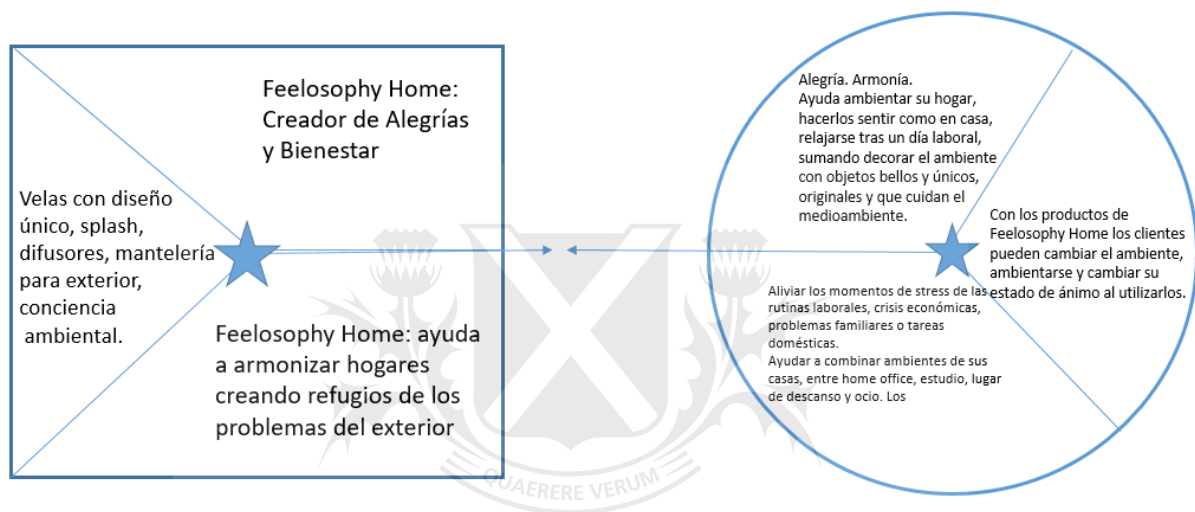 Feelosophy Home:
Creador de Alegrías
y Bienestar
Velas con diseño
único, splash,
difusores, mantelería
para exterior,
conciencia
ambiental.
Feelosophy Home: ayuda
a armonizar hogares
creando refugios de los
problemas del exterior
Alegría. Armonía.
Ayuda ambientar su hogar,
hacerlos sentir como en casa,
relajarse tras un día laboral,
sumando decorar el ambiente
con objetos bellos y únicos,
originales y que cuidan el
medioambiente.
Con los productos de
Feelosophy Home los clientes
pueden cambiar el ambiente,
ambientarse y cambiar su
estado de ánimo al utilizarlos.
Aliviar los momentos de stress de las
rutinas laborales, crisis económicas,
problemas familiares o tareas
domésticas.
Ayudar a combinar ambientes de sus
casas, entre home office, estudio, lugar
de descanso y ocio. Los
QUAERERE VERUM